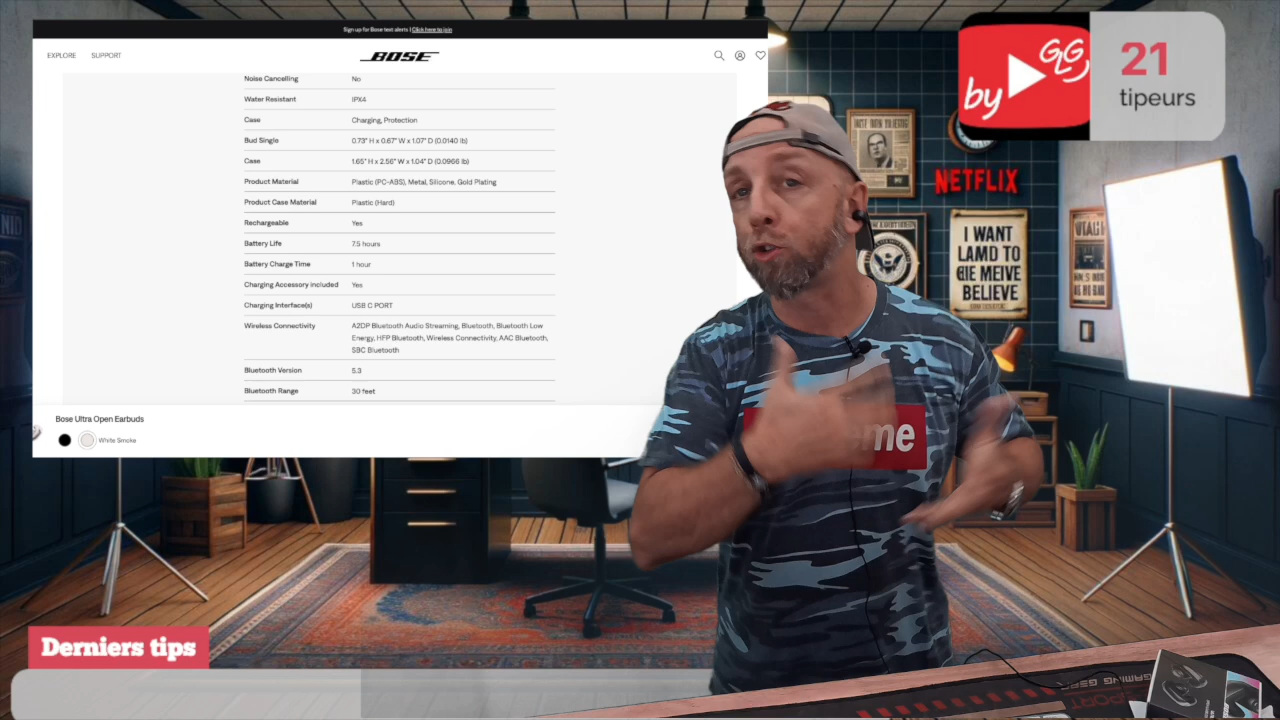 Sign up for Bose text alerts | Click here to join
EXPLORE SUPPORT BOSE
Noise Cancelling No
Water Resistant IPX4
Case Charging, Protection
Bud Single 0.73" H x 0.67" W x 1.07" D (0.0140 lb)
Case 1.65" H x 2.56" W x 1.04" D (0.0966 lb)
Product Material Plastic (PC-ABS), Metal, Silicone, Gold Plating
Product Case Material Plastic (Hard)
Rechargeable Yes
Battery Life 7.5 hours
Battery Charge Time 1 hour
Charging Accessory included Yes
Charging Interface(s) USB C PORT
Wireless Connectivity A2DP Bluetooth Audio Streaming, Bluetooth, Bluetooth Low
Energy, HFP Bluetooth, Wireless Connectivity, AAC Bluetooth,
SBC Bluetooth
Bluetooth Version 5.3
Bluetooth Range 30 feet
Bose Ultra Open Earbuds
White Smoke
by GLG
21
tipeurs
NETFLIX
I WANT
LAMD TO
GIE MEIVE
BELIEVE
me
Derniers tips
GAMING